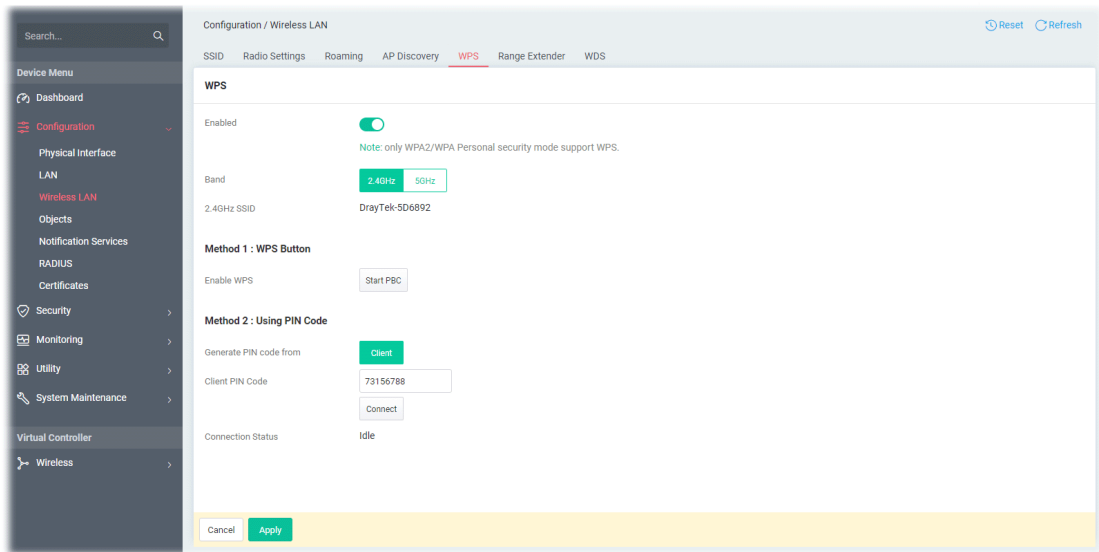 Search...
Device Menu
Dashboard
Configuration
Physical Interface
LAN
Wireless LAN
Objects
Notification Services
RADIUS
Certificates
Security
Monitoring
Utility
System Maintenance
Virtual Controller
Wireless
Configuration / Wireless LAN
Reset Refresh
SSID Radio Settings Roaming AP Discovery WPS Range Extender WDS
WPS
Enabled
Note: only WPA2/WPA Personal security mode support WPS.
Band 2.4GHz 5GHz
2.4GHz SSID DrayTek-5D6892
Method 1 : WPS Button
Enable WPS Start PBC
Method 2 : Using PIN Code
Generate PIN code from Client
Client PIN Code 73156788
Connect
Connection Status Idle
Cancel Apply